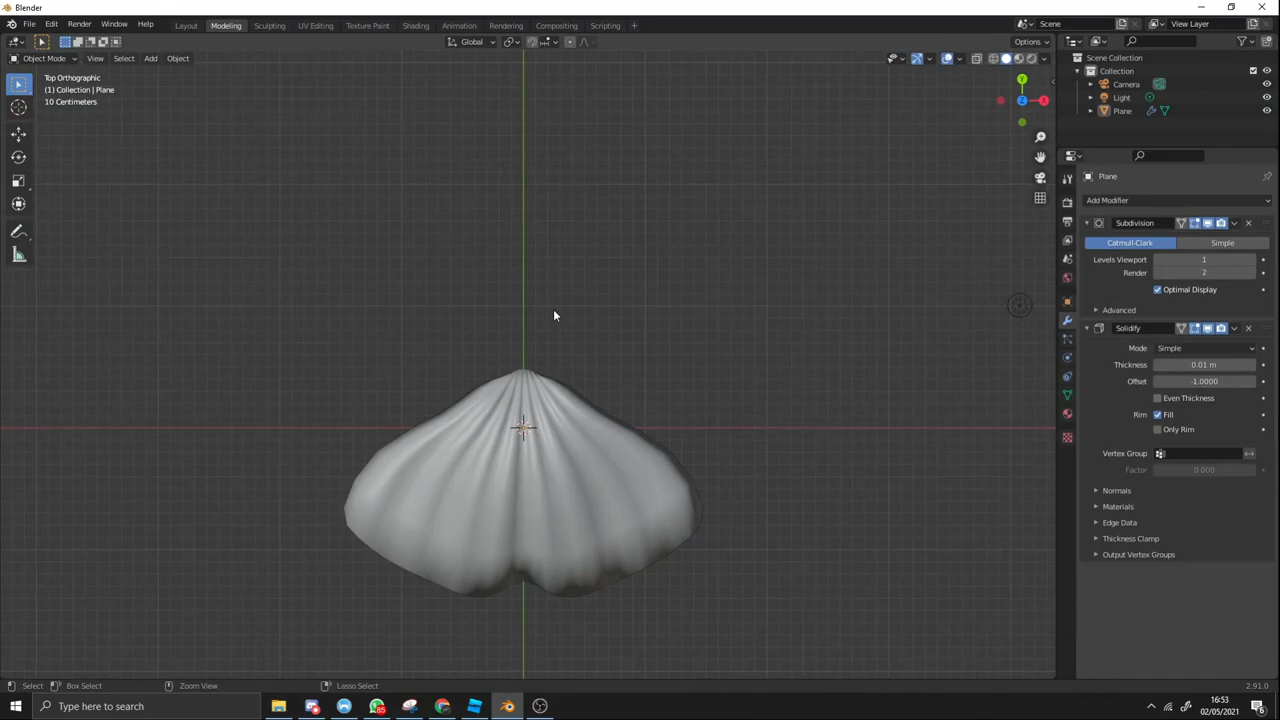 Blender
File Edit Render Window Help Layout Modeling Sculpting UV Editing Texture Paint Shading Animation Rendering Compositing Scripting + Scene View Layer
Global Options
Object Mode View Select Add Object
Top Orthographic
(1) Collection | Plane
10 Centimeters
Y
X
Z
Scene Collection
Collection
Camera
Light
Plane
Plane
Add Modifier
Subdivision
Catmull-Clark Simple
Levels Viewport 1
Render 2
Optimal Display
Advanced
Solidify
Mode Simple
Thickness 0.01 m
Offset -1.0000
Even Thickness
Rim Fill
Only Rim
Vertex Group
Factor 0.000
Normals
Materials
Edge Data
Thickness Clamp
Output Vertex Groups
Select Box Select Zoom View Lasso Select 2.91.0
Type here to search
85
16:53
02/05/2021
6